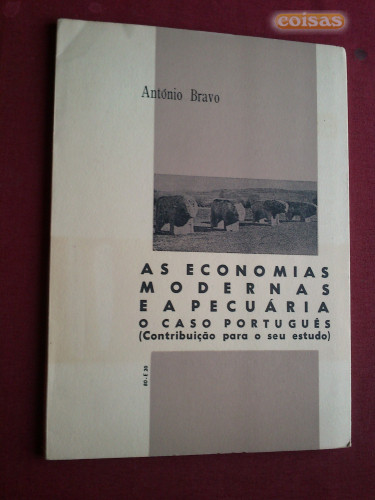 coisas
António Bravo
AS ECONOMIAS
MODERNAS
E A PECUÁRIA
O CASO PORTUGUÊS
(Contribuição para o seu estudo)